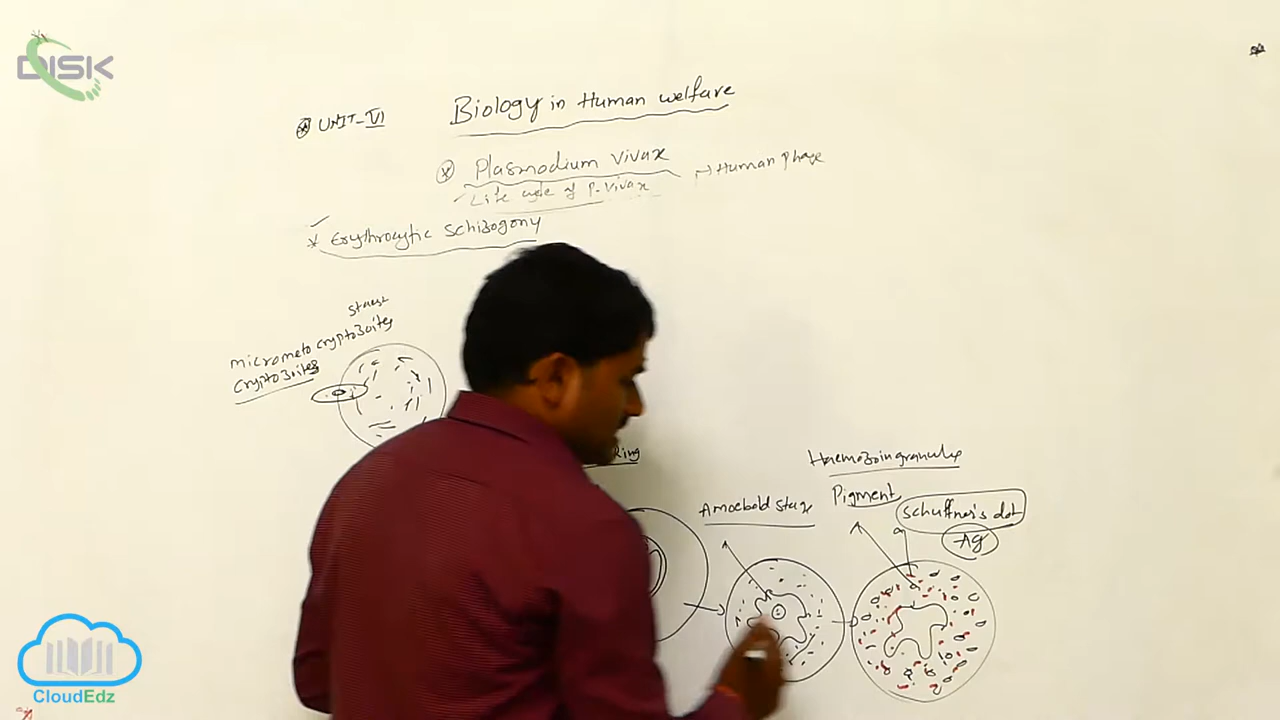 DISK
UNIT-VI
Biology in Human welfare
Plasmodium vivax
Life cycle of P. vivax
→ Human phase
* Erythrocytic schizogony
stage
micrometa cryptozoites
cryptozoites
Ring
Haemozoin granules
Amoeboid stage
Pigment
Schuffner's dot
Ag
CloudEdz